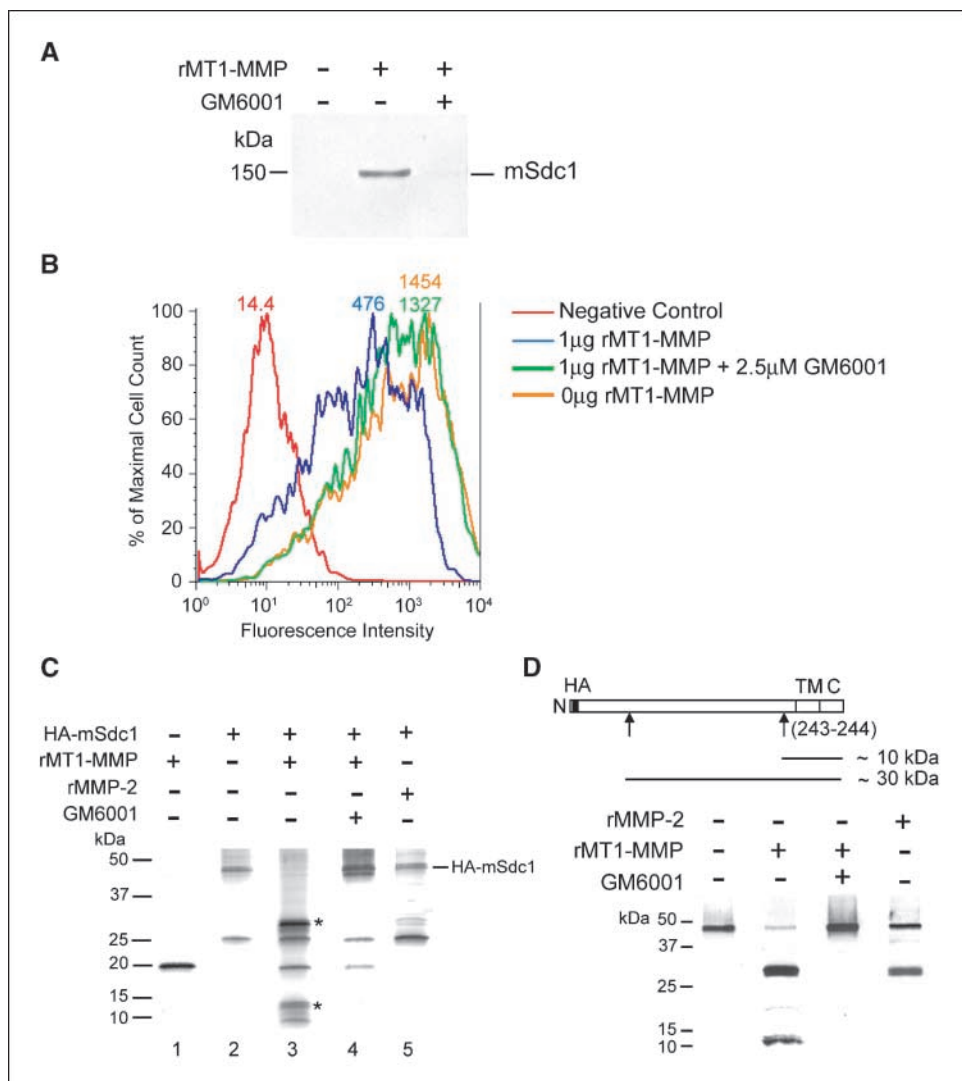 A
rMT1-MMP - + +
GM6001 - - +
kDa
150 mSdc1
B
1454
14.4 476 1327
100
80
60
40
20
0
% of Maximal Cell Count
10⁰ 10¹ 10² 10³ 10⁴
Fluorescence Intensity
Negative Control
1µg rMT1-MMP
1µg rMT1-MMP + 2.5µM GM6001
0µg rMT1-MMP
C
HA-mSdc1 - + + + +
rMT1-MMP + - + + -
rMMP-2 - - - - +
GM6001 - - - + -
kDa
50 HA-mSdc1
37
*
25
20
15
*
10
1 2 3 4 5
D
HA TM C
N
(243-244)
~ 10 kDa
~ 30 kDa
rMMP-2 - - - +
rMT1-MMP - + + -
GM6001 - - + -
kDa 50
37
25
15
10